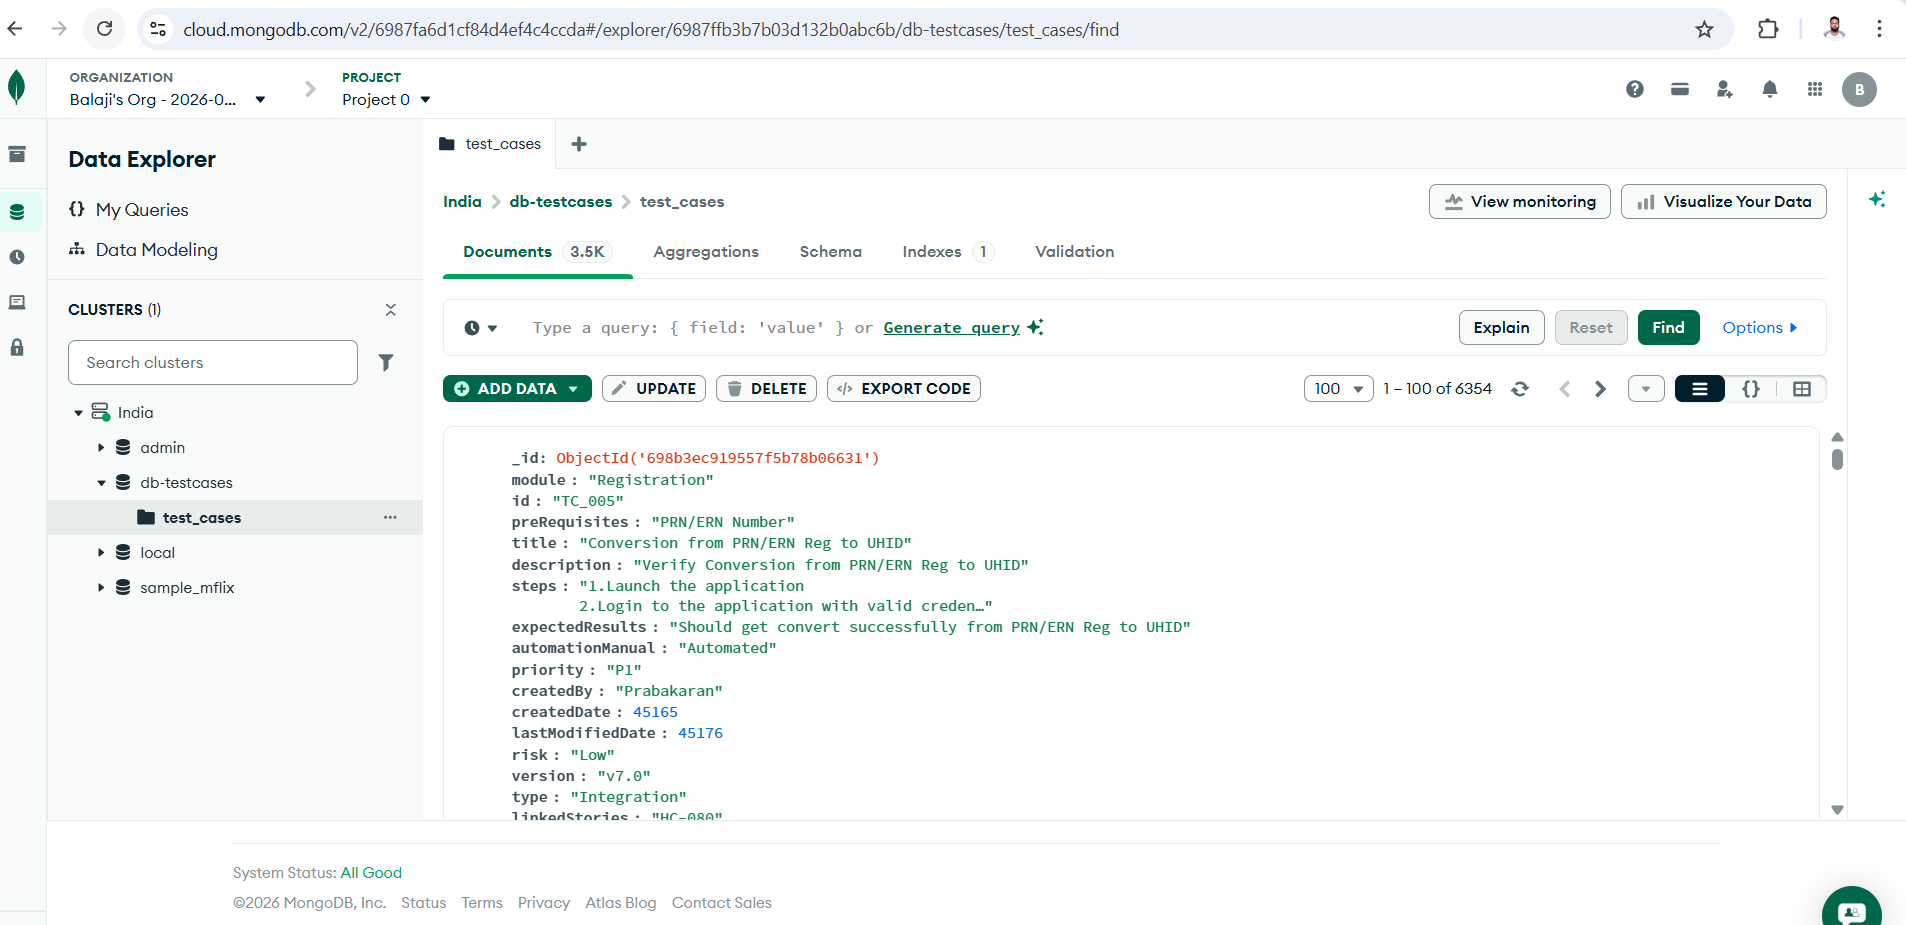 cloud.mongodb.com/v2/6987fa6d1cf84d4ef4c4ccda#/explorer/6987ffb3b7b03d132b0abc6b/db-testcases/test_cases/find
ORGANIZATION
Balaji's Org - 2026-0...
PROJECT
Project 0
B
Data Explorer
My Queries
Data Modeling
CLUSTERS (1)
Search clusters
India
admin
db-testcases
test_cases
local
sample_mflix
test_cases
India
db-testcases
test_cases
View monitoring
Visualize Your Data
Documents 3.5K
Aggregations
Schema
Indexes 1
Validation
Type a query: { field: 'value' } or Generate query
Explain
Reset
Find
Options
ADD DATA
UPDATE
DELETE
EXPORT CODE
100
1 – 100 of 6354
_id: ObjectId('698b3ec919557f5b78b06631')
module : "Registration"
id : "TC_005"
preRequisites : "PRN/ERN Number"
title : "Conversion from PRN/ERN Reg to UHID"
description : "Verify Conversion from PRN/ERN Reg to UHID"
steps : "1.Launch the application
2.Login to the application with valid creden…"
expectedResults : "Should get convert successfully from PRN/ERN Reg to UHID"
automationManual : "Automated"
priority : "P1"
createdBy : "Prabakaran"
createdDate : 45165
lastModifiedDate : 45176
risk : "Low"
version : "v7.0"
type : "Integration"
linkedStories : "HC-080"
System Status: All Good
©2026 MongoDB, Inc. Status Terms Privacy Atlas Blog Contact Sales